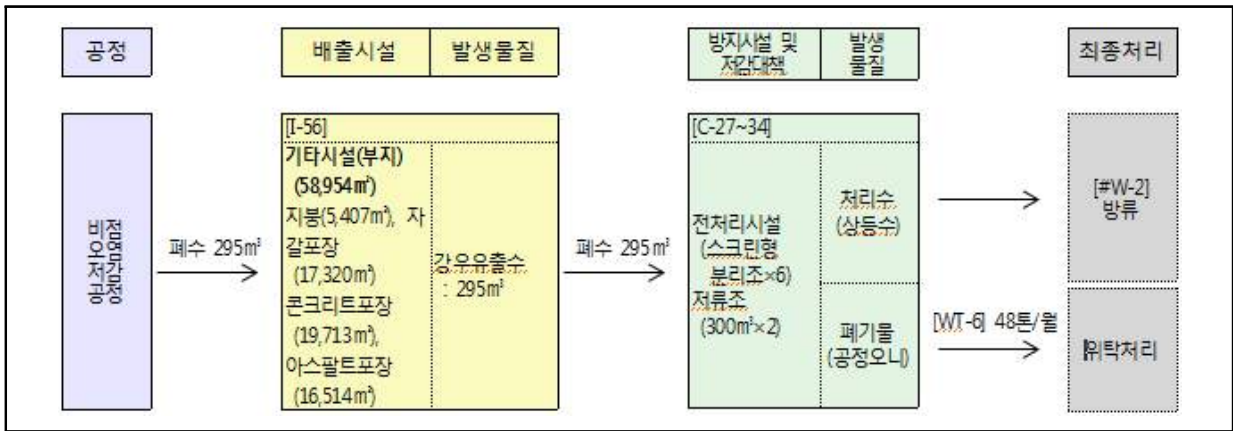 공정
배출시설
발생물질
방지시설 및
저감대책
발생
물질
최종처리
비점
오염
저감
공정
폐수 295㎥
[I-56]
기타시설(부지)
(58,954㎡)
지붕(5,407㎡), 자
갈포장
(17,320㎡)
콘크리트포장
(19,713㎡),
아스팔트포장
(16,514㎡)
강우유출수
: 295㎥
폐수 295㎥
[C-27~34]
전처리시설
(스크린형
분리조×6)
저류조
(300㎥×2)
처리수
(상등수)
폐기물
(공정오니)
[WT-6] 48톤/월
[#W-2]
방류
위탁처리